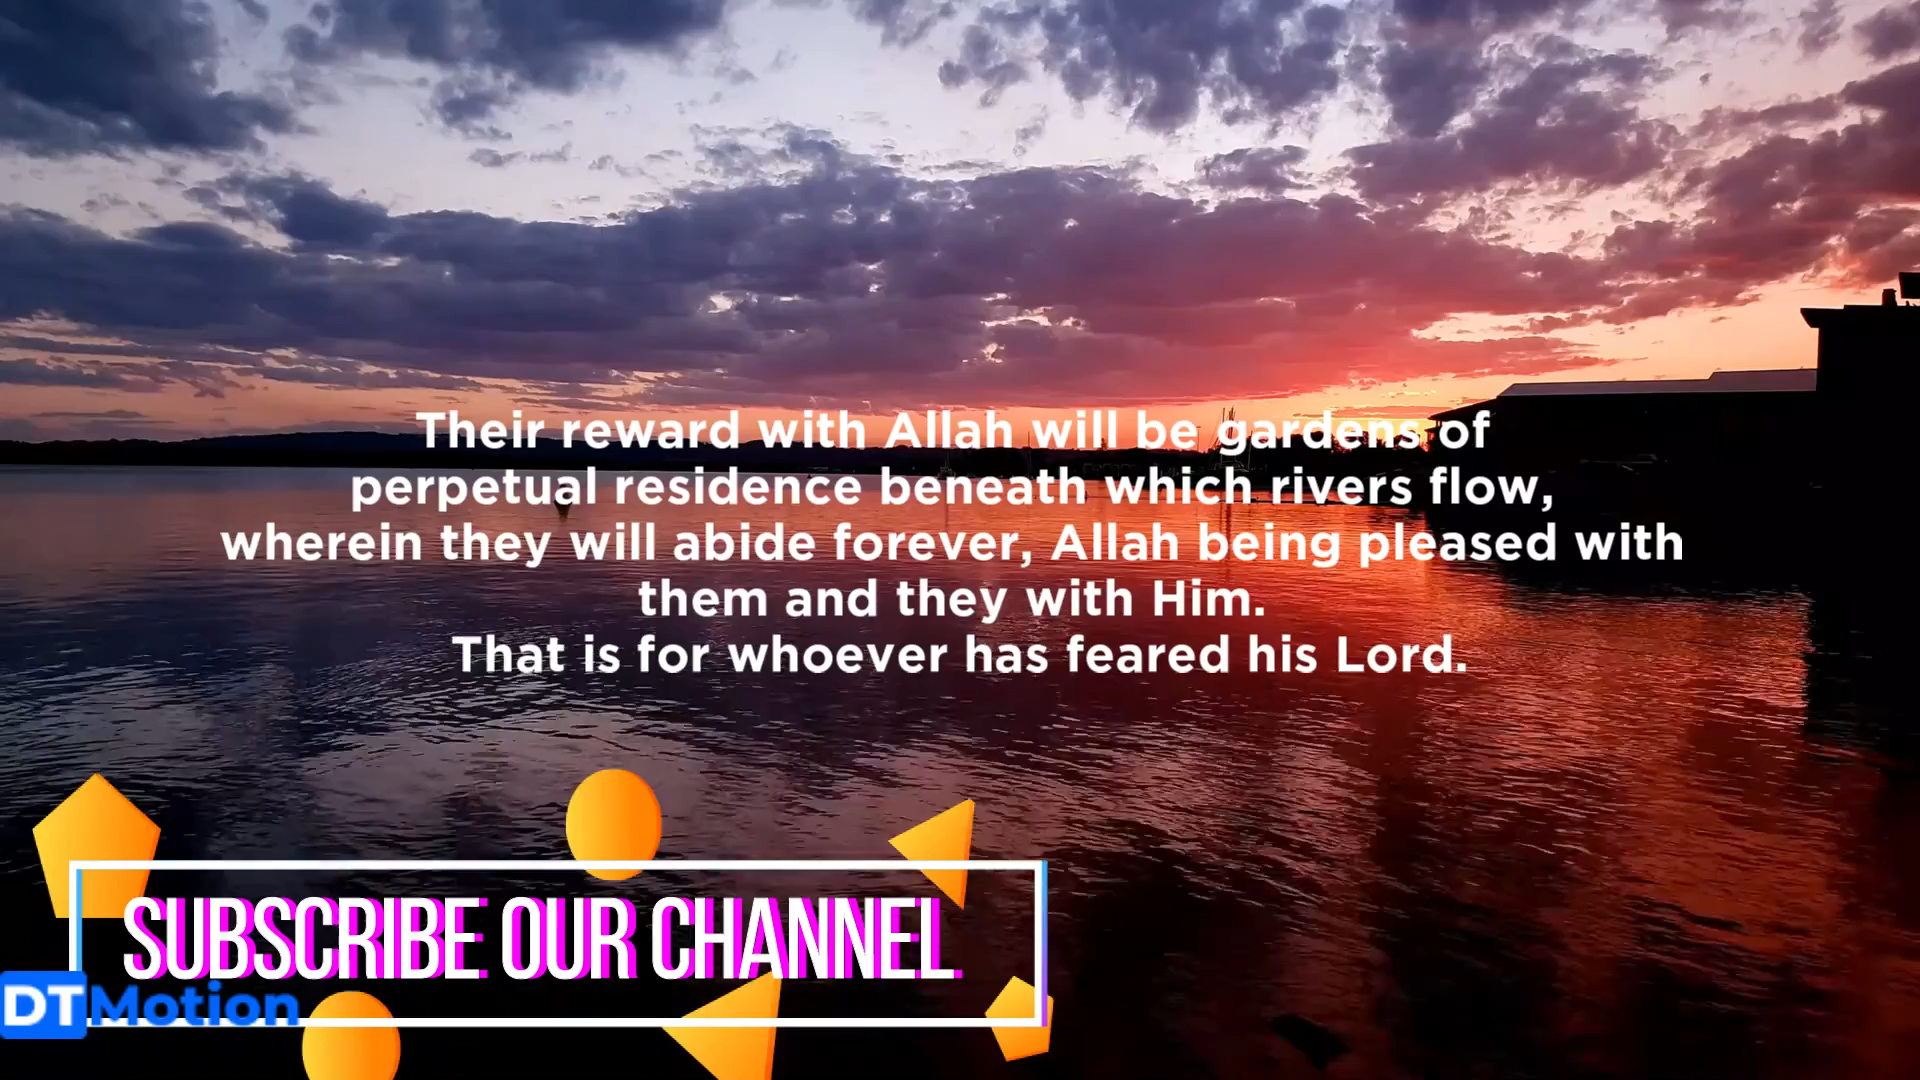 Their reward with Allah will be gardens of
perpetual residence beneath which rivers flow,
wherein they will abide forever, Allah being pleased with
them and they with Him.
That is for whoever has feared his Lord.
SUBSCRIBE OUR CHANNEL
DTMotion